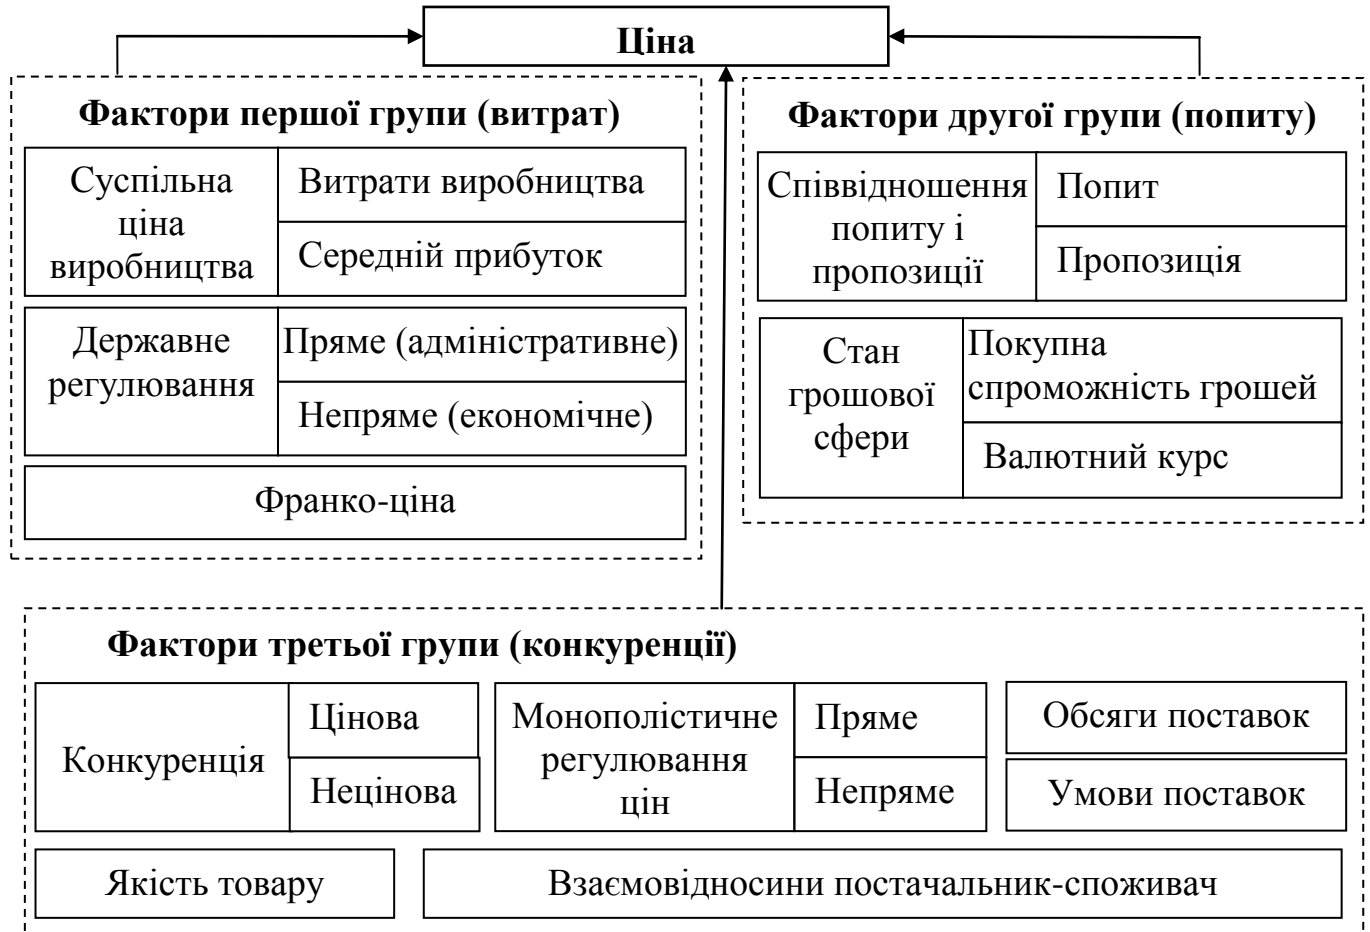 Ціна
Фактори першої групи (витрат)
Суспільна
ціна
виробництва
Витрати виробництва
Середній прибуток
Державне
регулювання
Пряме (адміністративне)
Непряме (економічне)
Франко-ціна
Фактори другої групи (попиту)
Співвідношення
попиту і
пропозиції
Попит
Пропозиція
Стан
грошової
сфери
Покупна
спроможність грошей
Валютний курс
Фактори третьої групи (конкуренції)
Конкуренція
Цінова
Нецінова
Монополістичне
регулювання
цін
Пряме
Непряме
Обсяги поставок
Умови поставок
Якість товару
Взаємовідносини постачальник-споживач